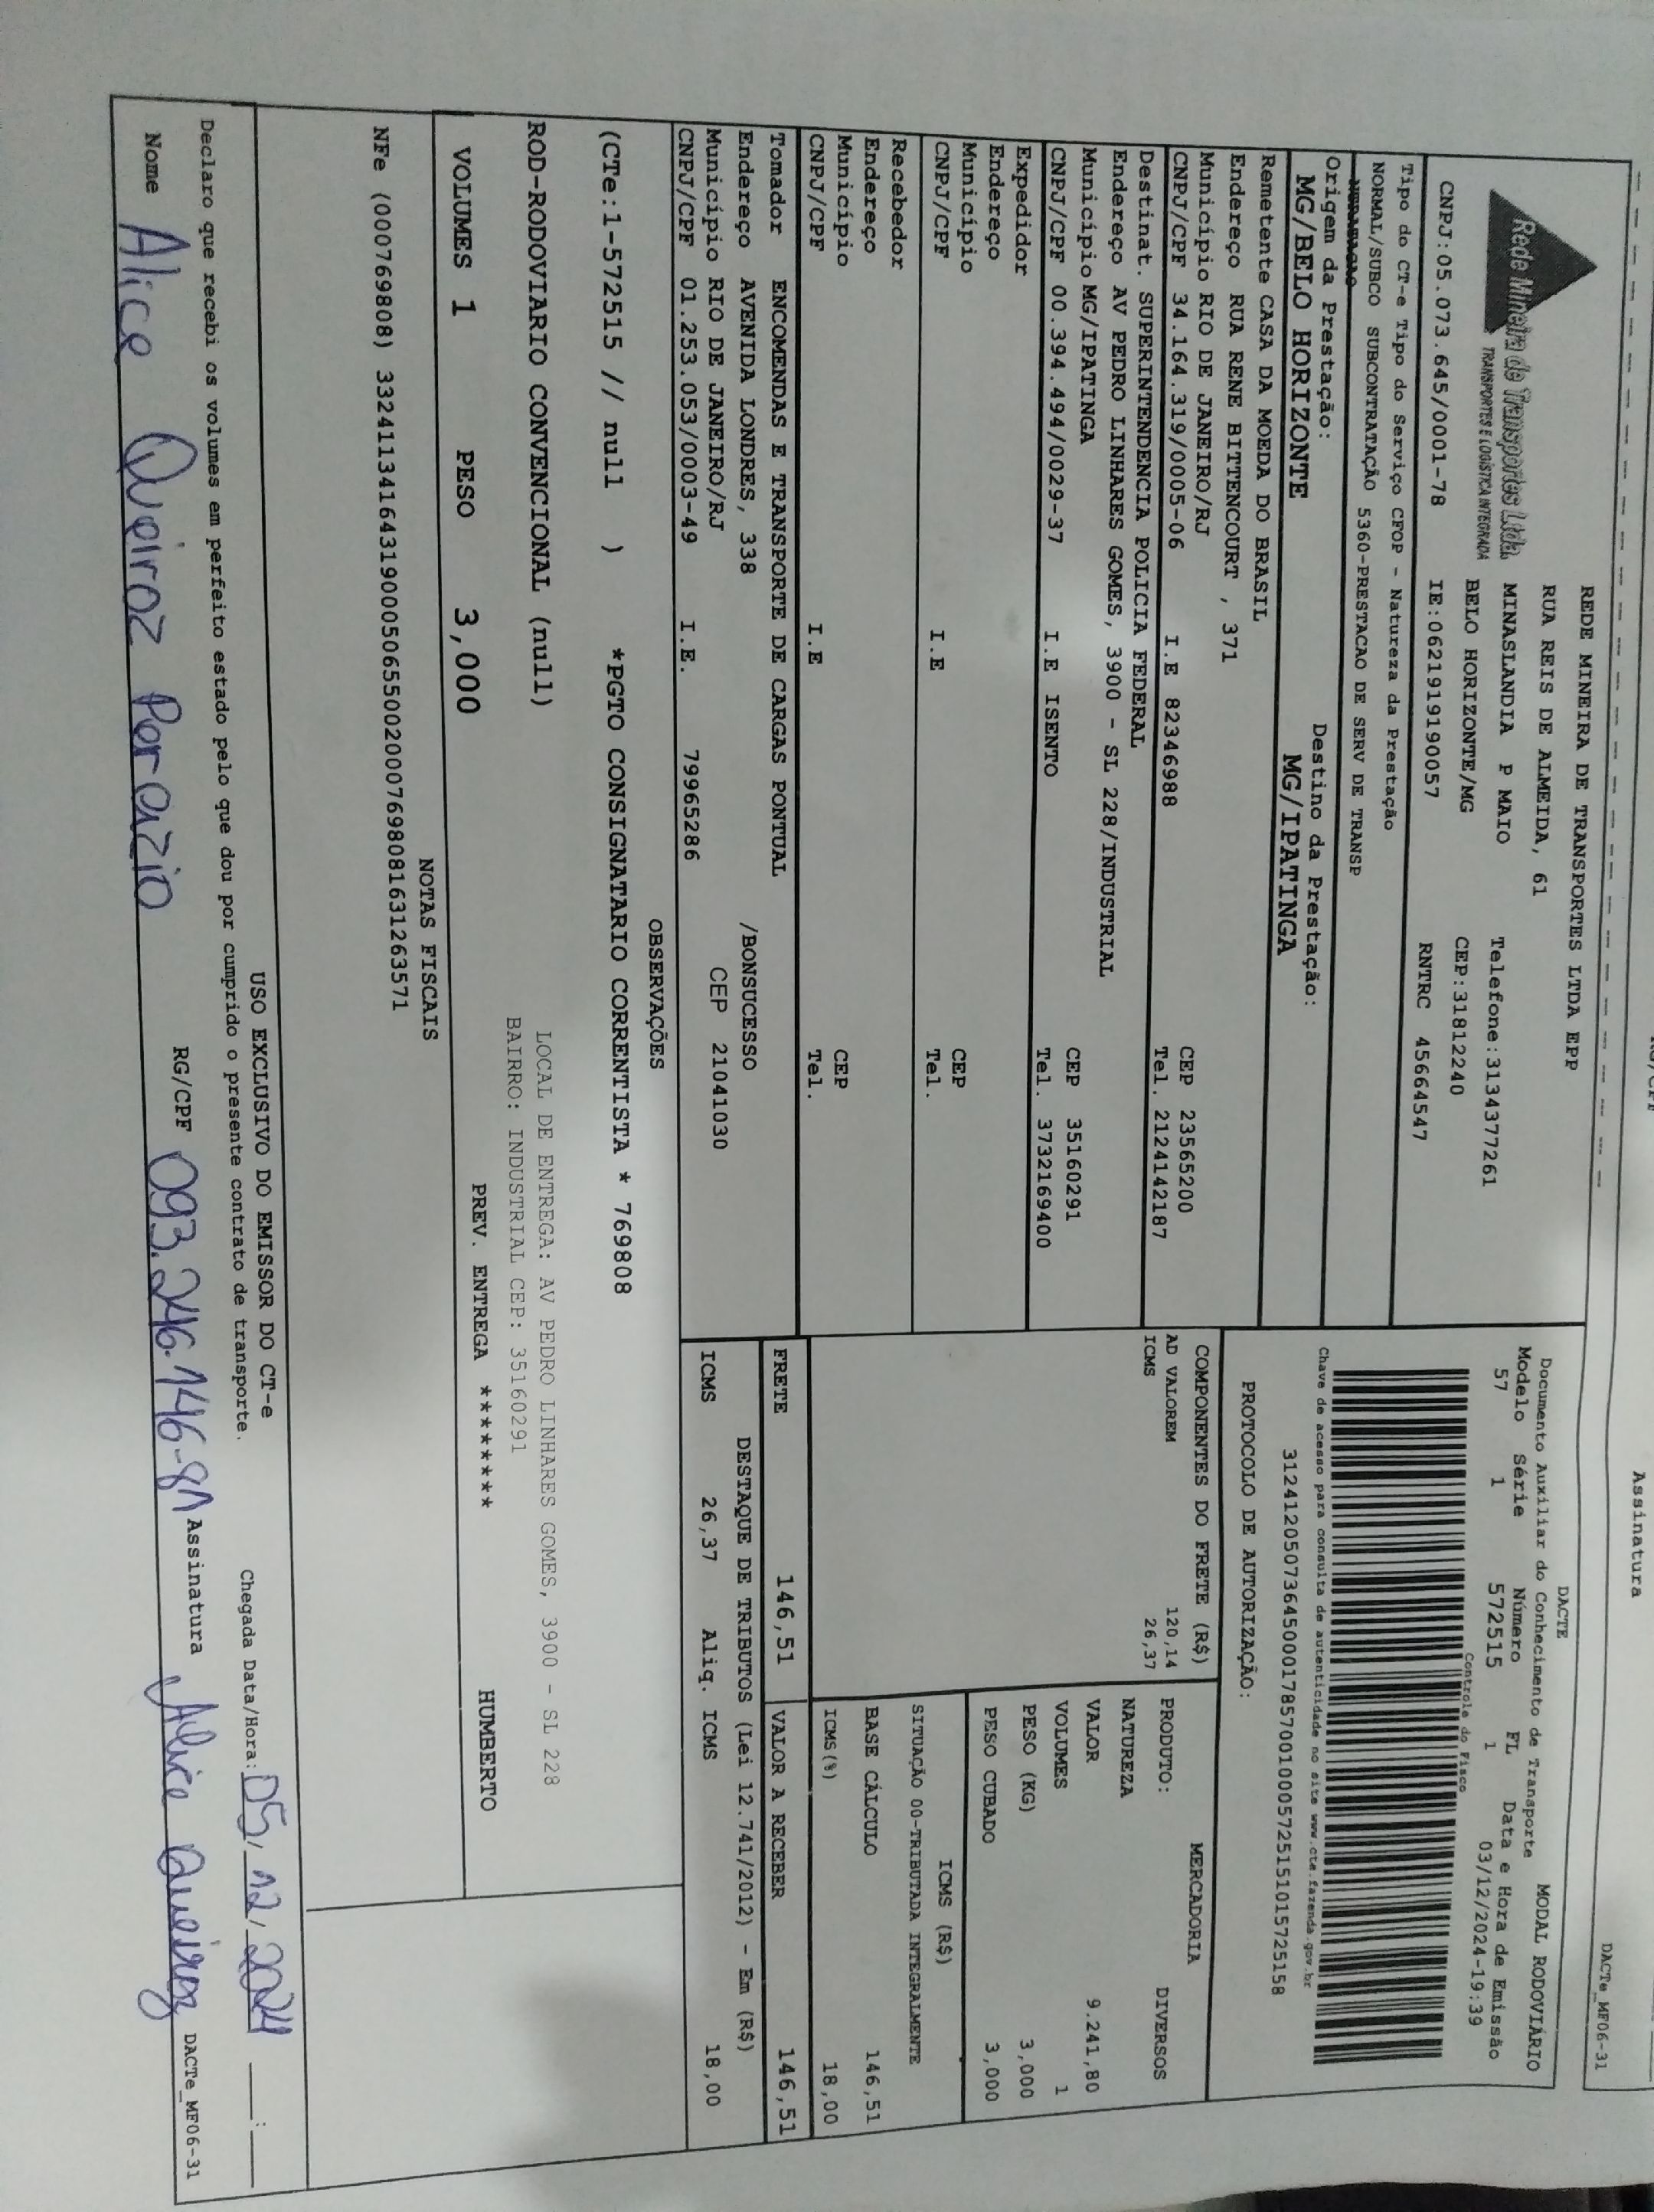 Assinatura
DACTe_MF06-31
Rede Mineira de Transportes Ltda.
TRANSPORTES E LOGÍSTICA INTEGRADA
REDE MINEIRA DE TRANSPORTES LTDA EPP
RUA REIS DE ALMEIDA, 61
MINASLANDIA P MAIO Telefone:3134377261
BELO HORIZONTE/MG CEP:31812240
CNPJ:05.073.645/0001-78 IE:0621919190057 RNTRC 45664547
DACTE
Documento Auxiliar do Conhecimento de Transporte MODAL RODOVIÁRIO
Modelo Série Número FL Data e Hora de Emissão
57 1 572515 1 03/12/2024-19:39
Controle do Fisco
Chave de acesso para consulta de autenticidade no site www.cte.fazenda.gov.br
31241205073645000178570010005725151015725158
PROTOCOLO DE AUTORIZAÇÃO:
Tipo do CT-e Tipo do Serviço CFOP - Natureza da Prestação
NORMAL/SUBCO SUBCONTRATAÇÃO 5360-PRESTACAO DE SERV DE TRANSP
Origem da Prestação: Destino da Prestação:
MG/BELO HORIZONTE MG/IPATINGA
Remetente CASA DA MOEDA DO BRASIL
Endereço RUA RENE BITTENCOURT , 371
Município RIO DE JANEIRO/RJ CEP 23565200
CNPJ/CPF 34.164.319/0005-06 I.E 82346988 Tel. 2124142187
Destinat. SUPERINTENDENCIA POLICIA FEDERAL
Endereço AV PEDRO LINHARES GOMES, 3900 - SL 228/INDUSTRIAL
Município MG/IPATINGA CEP 35160291
CNPJ/CPF 00.394.494/0029-37 I.E ISENTO Tel. 3732169400
Expedidor
Endereço
Município CEP
CNPJ/CPF I.E Tel.
Recebedor
Endereço
Município CEP
CNPJ/CPF I.E Tel.
Tomador ENCOMENDAS E TRANSPORTE DE CARGAS PONTUAL
Endereço AVENIDA LONDRES, 338 /BONSUCESSO
Município RIO DE JANEIRO/RJ CEP 21041030
CNPJ/CPF 01.253.053/0003-49 I.E. 79965286
COMPONENTES DO FRETE (R$)
AD VALOREM 120,14
ICMS 26,37
MERCADORIA
PRODUTO: DIVERSOS
NATUREZA
VALOR 9.241,80
VOLUMES 1
PESO (KG) 3,000
PESO CUBADO 3,000
ICMS (R$)
SITUAÇÃO 00-TRIBUTADA INTEGRALMENTE
BASE CÁLCULO 146,51
ICMS(%) 18,00
FRETE 146,51 VALOR A RECEBER 146,51
DESTAQUE DE TRIBUTOS (Lei 12.741/2012) - Em (R$)
ICMS 26,37 Aliq. ICMS 18,00
OBSERVAÇÕES
(CTe:1-572515 // null ) *PGTO CONSIGNATARIO CORRENTISTA * 769808
LOCAL DE ENTREGA: AV PEDRO LINHARES GOMES, 3900 - SL 228
ROD-RODOVIARIO CONVENCIONAL (null) BAIRRO: INDUSTRIAL CEP: 35160291
VOLUMES 1 PESO 3,000 PREV. ENTREGA ******** HUMBERTO
NOTAS FISCAIS
NFe (000769808) 33241134164319000506550020007698081631263571
USO EXCLUSIVO DO EMISSOR DO CT-e
Declaro que recebi os volumes em perfeito estado pelo que dou por cumprido o presente contrato de transporte. Chegada Data/Hora: 05/12/2024 __:__
Nome Alice Queiroz Perazio RG/CPF 093.246.146-81 Assinatura Alice Queiroz DACTe_MF06-31